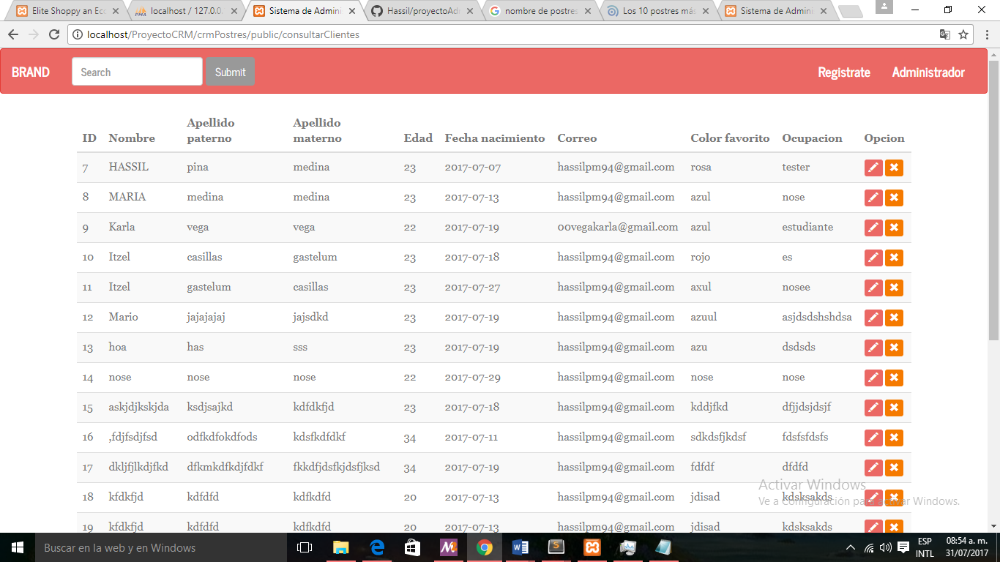 Elite Shoppy an Eco
localhost / 127.0.0.
Sistema de Admini
Hassil/proyectoAdr
nombre de postres
Los 10 postres más
Sistema de Admini
localhost/ProyectoCRM/crmPostres/public/consultarClientes
BRAND Search Submit Registrate Administrador
ID Nombre Apellido paterno Apellido materno Edad Fecha nacimiento Correo Color favorito Ocupacion Opcion
7 HASSIL pina medina 23 2017-07-07 hassilpm94@gmail.com rosa tester
8 MARIA medina medina 23 2017-07-13 hassilpm94@gmail.com azul nose
9 Karla vega vega 22 2017-07-19 00vegakarla@gmail.com azul estudiante
10 Itzel casillas gastelum 23 2017-07-18 hassilpm94@gmail.com rojo es
11 Itzel gastelum casillas 23 2017-07-27 hassilpm94@gmail.com axul nosee
12 Mario jajajajaj jajsdkd 23 2017-07-19 hassilpm94@gmail.com azuul asjdsdshshdsa
13 hoa has sss 23 2017-07-19 hassilpm94@gmail.com azu dsdsds
14 nose nose nose 22 2017-07-29 hassilpm94@gmail.com nose nose
15 askjdjkskjda ksdjsajkd kdfdkfjd 23 2017-07-18 hassilpm94@gmail.com kddjfkd dfjjdsjdsjf
16 ,fdjfsdjfsd odfkdfokdfods kdsfkdfdkf 34 2017-07-11 hassilpm94@gmail.com sdkdsfjkdsf fdsfsfdsfs
17 dkljfjlkdjfkd dfkmkdfkdjfdkf fkkdfjdsfkjdsfjksd 34 2017-07-19 hassilpm94@gmail.com fdfdf dfdfd
18 kfdkfjd kdfdfd kdfkdfd 20 2017-07-13 hassilpm94@gmail.com jdisad kdsksakds
19 kfdkfjd kdfdfd kdfkdfd 20 2017-07-13 hassilpm94@gmail.com jdisad kdsksakds
Activar Windows
Ve a Configuración para activar Windows.
Buscar en la web y en Windows
ESP
INTL
08:54 a. m.
31/07/2017